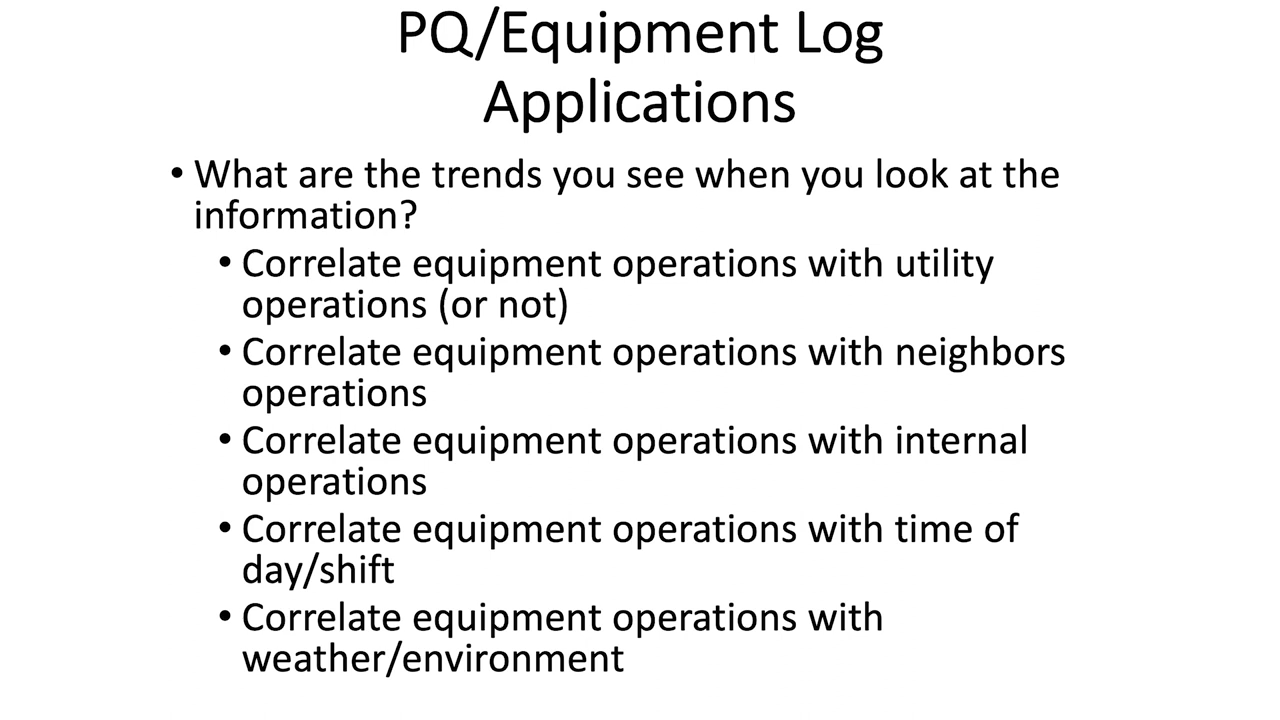 PQ/Equipment Log
Applications
• What are the trends you see when you look at the
information?
• Correlate equipment operations with utility
operations (or not)
• Correlate equipment operations with neighbors
operations
• Correlate equipment operations with internal
operations
• Correlate equipment operations with time of
day/shift
• Correlate equipment operations with
weather/environment